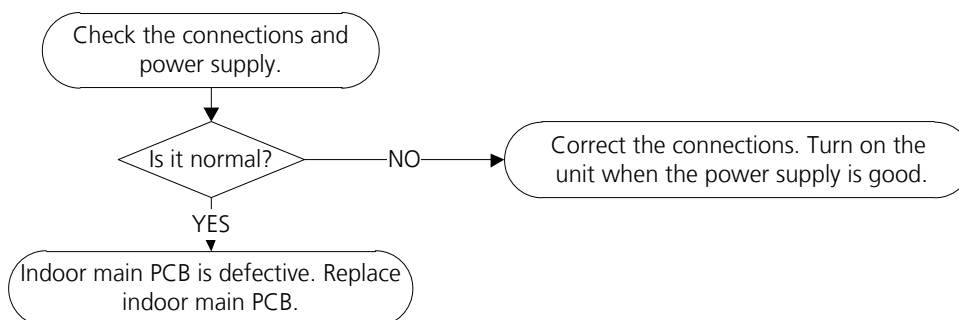 Check the connections and
power supply.
Is it normal?
NO
Correct the connections. Turn on the
unit when the power supply is good.
YES
Indoor main PCB is defective. Replace
indoor main PCB.